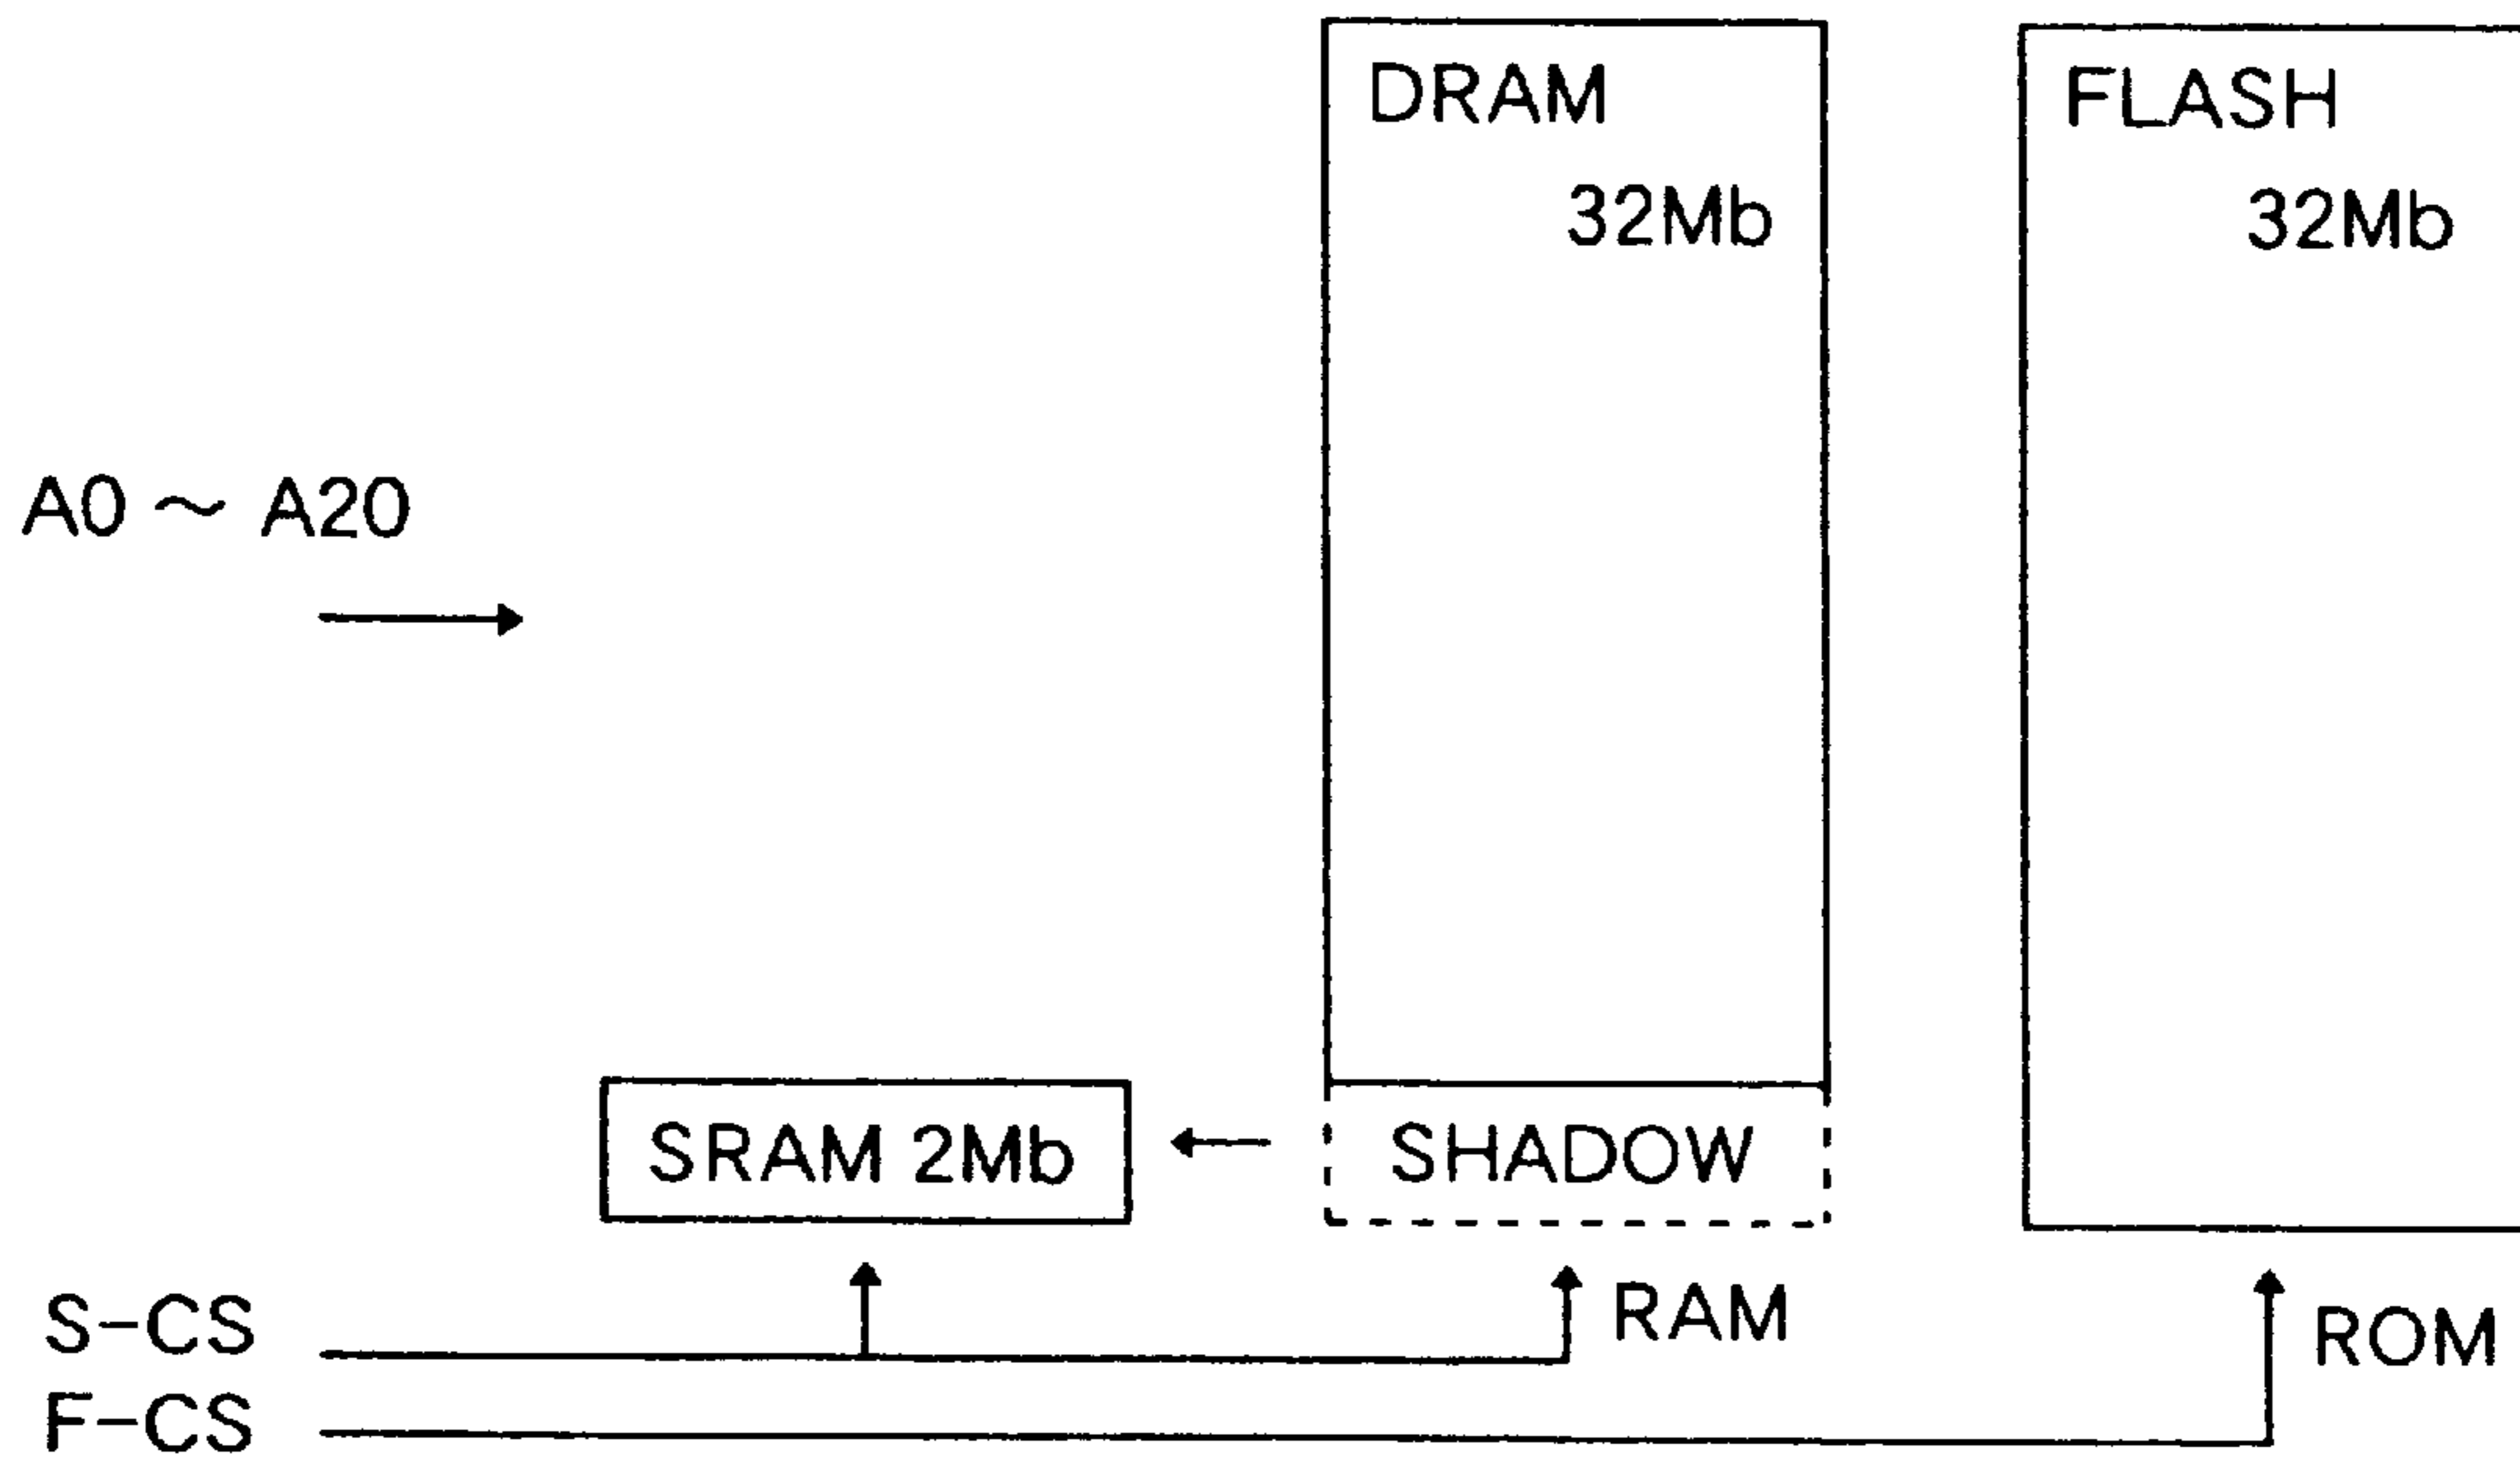 DRAM
32Mb
FLASH
32Mb
A0 ～ A20
SRAM 2Mb
SHADOW
S-CS
RAM
F-CS
ROM